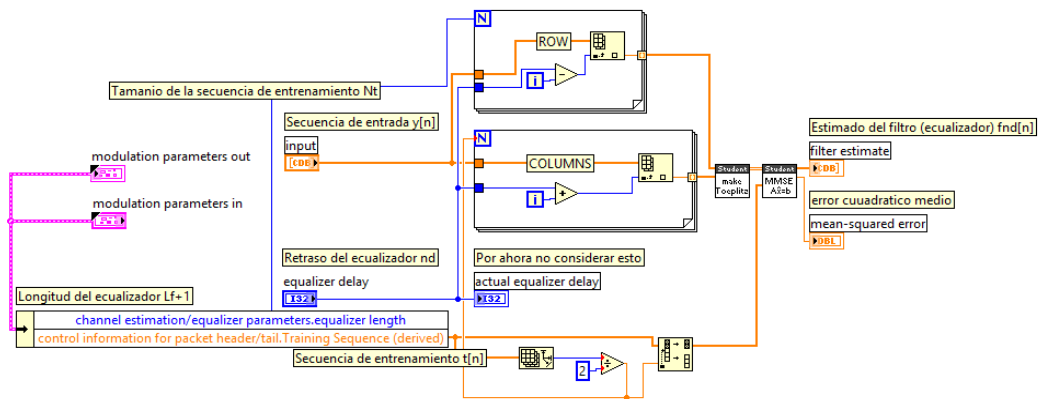 N
ROW
i
-
Tamanio de la secuencia de entrenamiento Nt
Secuencia de entrada y[n]
input
[CDB]
N
COLUMNS
i
+
Estimado del filtro (ecualizador) fnd[n]
filter estimate
CDB]
Student
make
Toeplitz
Student
MMSE
Ax̂=b
error cuuadratico medio
mean-squared error
DBL
modulation parameters out
modulation parameters in
Retraso del ecualizador nd
equalizer delay
I32
Por ahora no considerar esto
actual equalizer delay
I32
Longitud del ecualizador Lf+1
channel estimation/equalizer parameters.equalizer length
control information for packet header/tail.Training Sequence (derived)
Secuencia de entrenamiento t[n]
2
÷